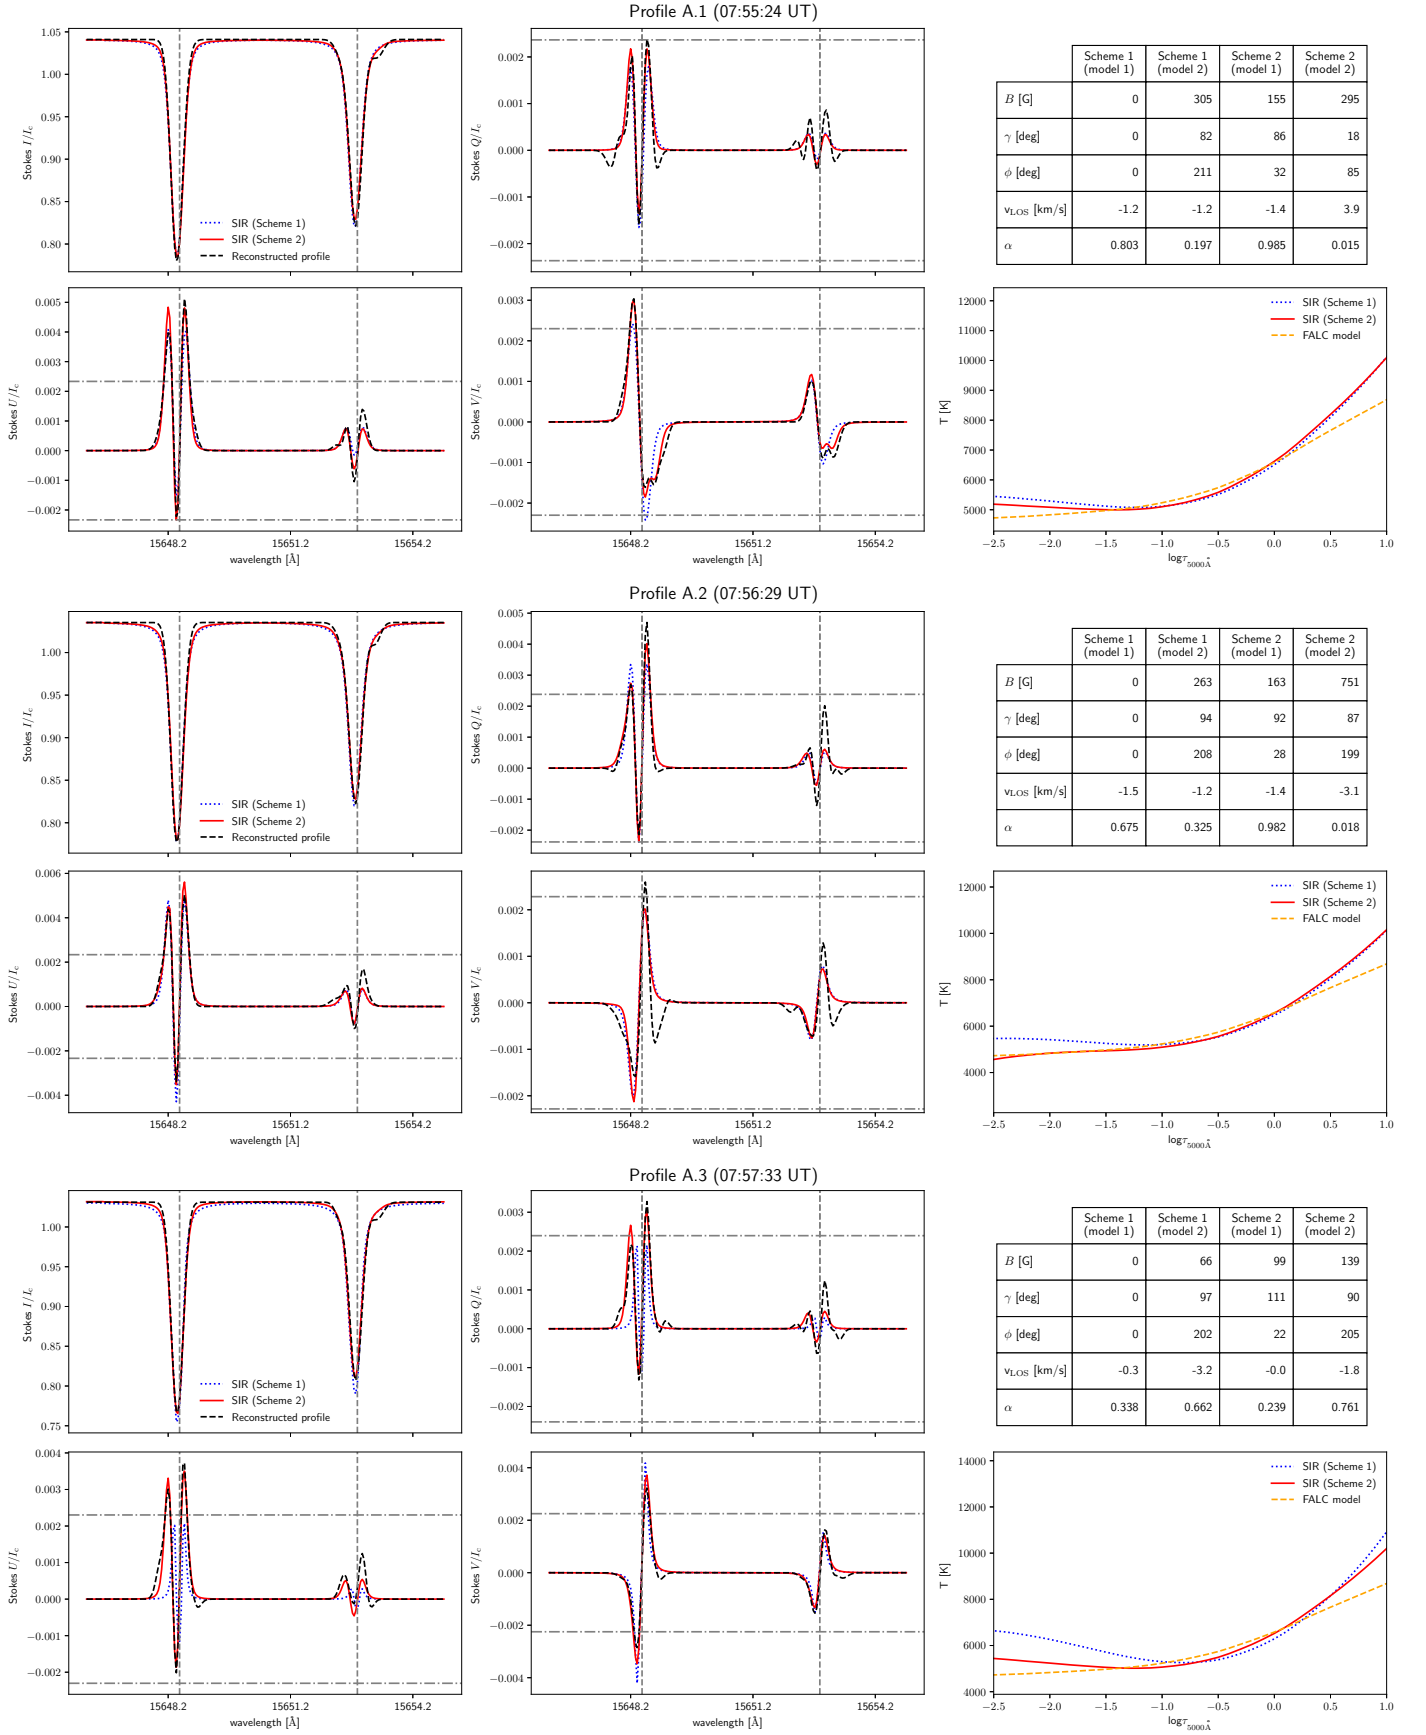 Profile A.1 (07:55:24 UT)
1.05
1.00
0.95
0.90
0.85
0.80
Stokes I/I_c
SIR (Scheme 1)
SIR (Scheme 2)
Reconstructed profile
0.002
0.001
0.000
−0.001
−0.002
Stokes Q/I_c
Scheme 1 (model 1) Scheme 1 (model 2) Scheme 2 (model 1) Scheme 2 (model 2)
B [G] 0 305 155 295
γ [deg] 0 82 86 18
ϕ [deg] 0 211 32 85
v_LOS [km/s] -1.2 -1.2 -1.4 3.9
α 0.803 0.197 0.985 0.015
0.005
0.004
0.003
0.002
0.001
0.000
−0.001
−0.002
Stokes U/I_c
15648.2 15651.2 15654.2
wavelength [Å]
0.003
0.002
0.001
0.000
−0.001
−0.002
Stokes V/I_c
15648.2 15651.2 15654.2
wavelength [Å]
12000
11000
10000
9000
8000
7000
6000
5000
T [K]
SIR (Scheme 1)
SIR (Scheme 2)
FALC model
−2.5 −2.0 −1.5 −1.0 −0.5 0.0 0.5 1.0
logτ_5000Å
Profile A.2 (07:56:29 UT)
1.00
0.95
0.90
0.85
0.80
Stokes I/I_c
SIR (Scheme 1)
SIR (Scheme 2)
Reconstructed profile
0.005
0.004
0.003
0.002
0.001
0.000
−0.001
−0.002
Stokes Q/I_c
Scheme 1 (model 1) Scheme 1 (model 2) Scheme 2 (model 1) Scheme 2 (model 2)
B [G] 0 263 163 751
γ [deg] 0 94 92 87
ϕ [deg] 0 208 28 199
v_LOS [km/s] -1.5 -1.2 -1.4 -3.1
α 0.675 0.325 0.982 0.018
0.006
0.004
0.002
0.000
−0.002
−0.004
Stokes U/I_c
15648.2 15651.2 15654.2
wavelength [Å]
0.002
0.001
0.000
−0.001
−0.002
Stokes V/I_c
15648.2 15651.2 15654.2
wavelength [Å]
12000
10000
8000
6000
4000
T [K]
SIR (Scheme 1)
SIR (Scheme 2)
FALC model
−2.5 −2.0 −1.5 −1.0 −0.5 0.0 0.5 1.0
logτ_5000Å
Profile A.3 (07:57:33 UT)
1.00
0.95
0.90
0.85
0.80
0.75
Stokes I/I_c
SIR (Scheme 1)
SIR (Scheme 2)
Reconstructed profile
0.003
0.002
0.001
0.000
−0.001
−0.002
Stokes Q/I_c
Scheme 1 (model 1) Scheme 1 (model 2) Scheme 2 (model 1) Scheme 2 (model 2)
B [G] 0 66 99 139
γ [deg] 0 97 111 90
ϕ [deg] 0 202 22 205
v_LOS [km/s] -0.3 -3.2 -0.0 -1.8
α 0.338 0.662 0.239 0.761
0.004
0.003
0.002
0.001
0.000
−0.002
Stokes U/I_c
15648.2 15651.2 15654.2
wavelength [Å]
0.004
0.002
0.000
−0.002
−0.004
Stokes V/I_c
15648.2 15651.2 15654.2
wavelength [Å]
14000
12000
10000
8000
6000
4000
T [K]
SIR (Scheme 1)
SIR (Scheme 2)
FALC model
−2.5 −2.0 −1.5 −1.0 −0.5 0.0 0.5 1.0
logτ_5000Å